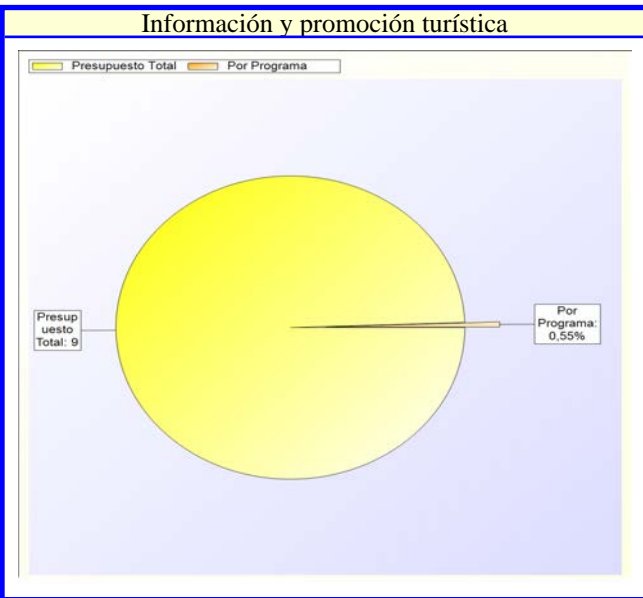 Información y promoción turística
Presupuesto Total Por Programa
Presup
uesto
Total: 9
Por
Programa:
0,55%